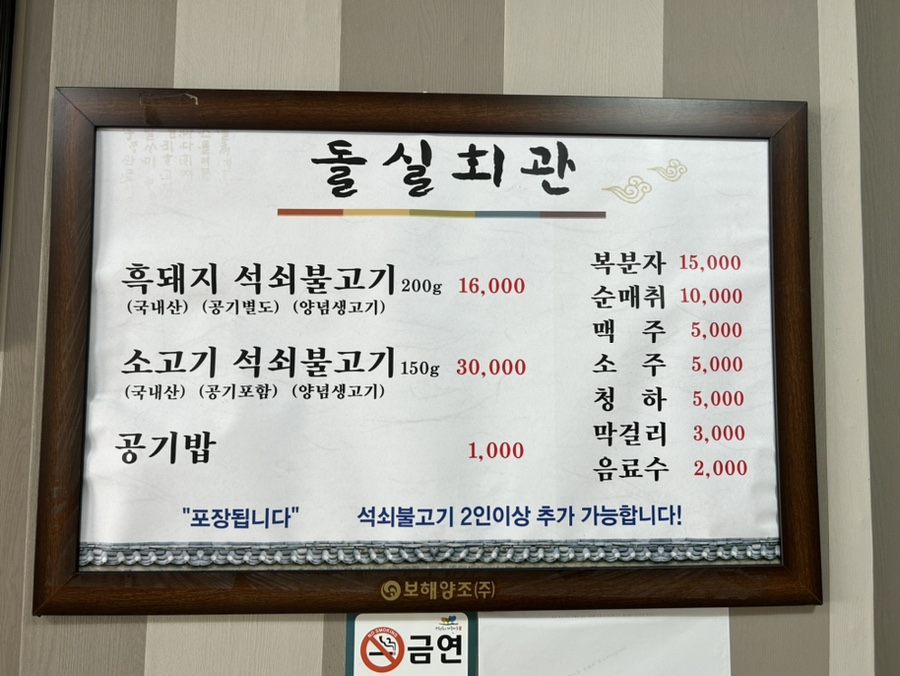 돌실회관
흑돼지 석쇠불고기 200g 16,000
(국내산) (공기별도) (양념생고기)
소고기 석쇠불고기 150g 30,000
(국내산) (공기포함) (양념생고기)
공기밥 1,000
복분자 15,000
순매취 10,000
맥 주 5,000
소 주 5,000
청 하 5,000
막걸리 3,000
음료수 2,000
"포장됩니다" 석쇠불고기 2인이상 추가 가능합니다!
보해양조(주)
NO SMOKING
금연